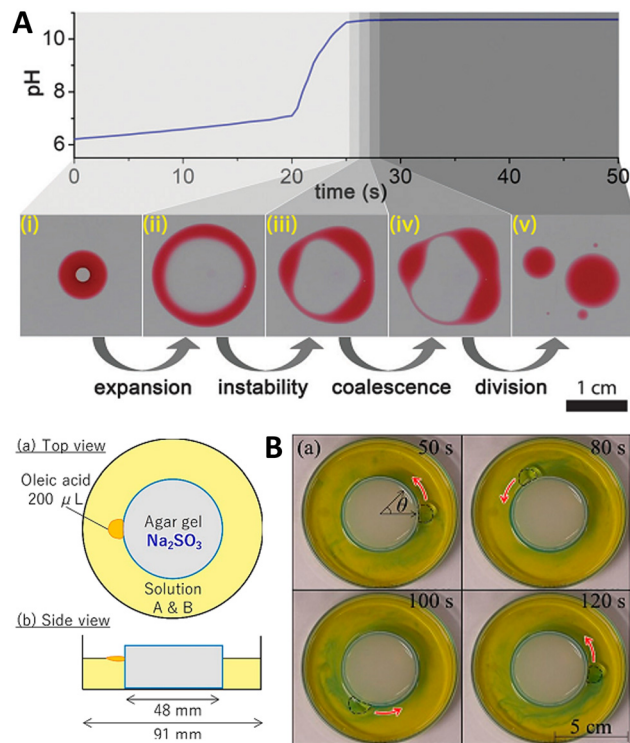 A
pH
10
8
6
0
10
20
30
40
50
time (s)
(i)
(ii)
(iii)
(iv)
(v)
expansion
instability
coalescence
division
1 cm
(a) Top view
Oleic acid
200 μL
Agar gel
Na₂SO₃
Solution
A & B
(b) Side view
48 mm
91 mm
B
(a)
50 s
80 s
θ
100 s
120 s
5 cm